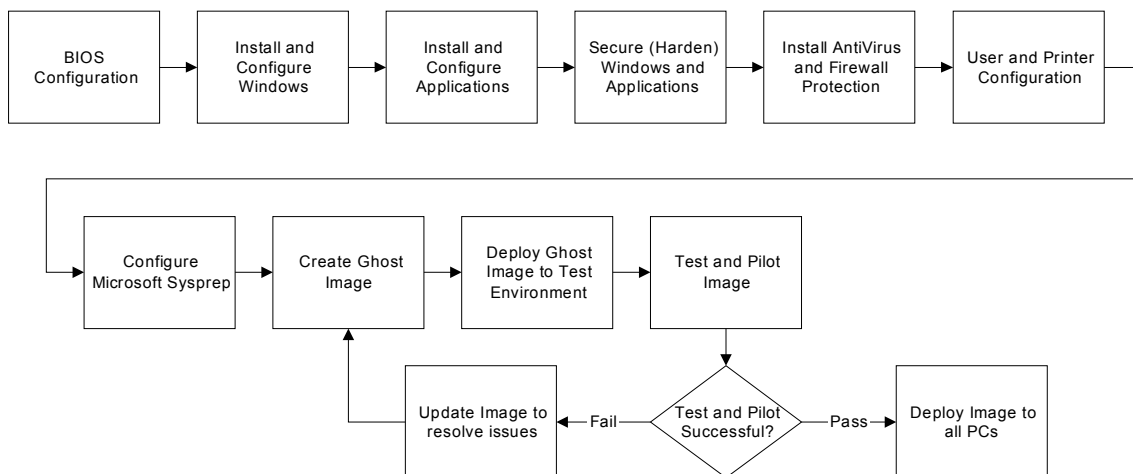 BIOS
Configuration
Install and
Configure
Windows
Install and
Configure
Applications
Secure (Harden)
Windows and
Applications
Install AntiVirus
and Firewall
Protection
User and Printer
Configuration
Configure
Microsoft Sysprep
Create Ghost
Image
Deploy Ghost
Image to Test
Environment
Test and Pilot
Image
Update Image to
resolve issues
Fail
Test and Pilot
Successful?
Pass
Deploy Image to
all PCs